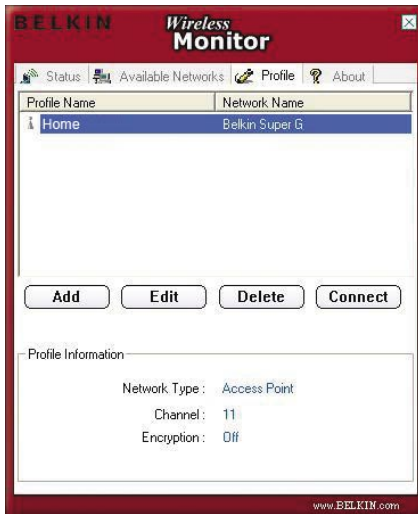 BELKIN Wireless Monitor
Status Available Networks Profile About
Profile Name Network Name
Home Belkin Super G
Add Edit Delete Connect
Profile Information
Network Type : Access Point
Channel : 11
Encryption : Off
www.BELKIN.com